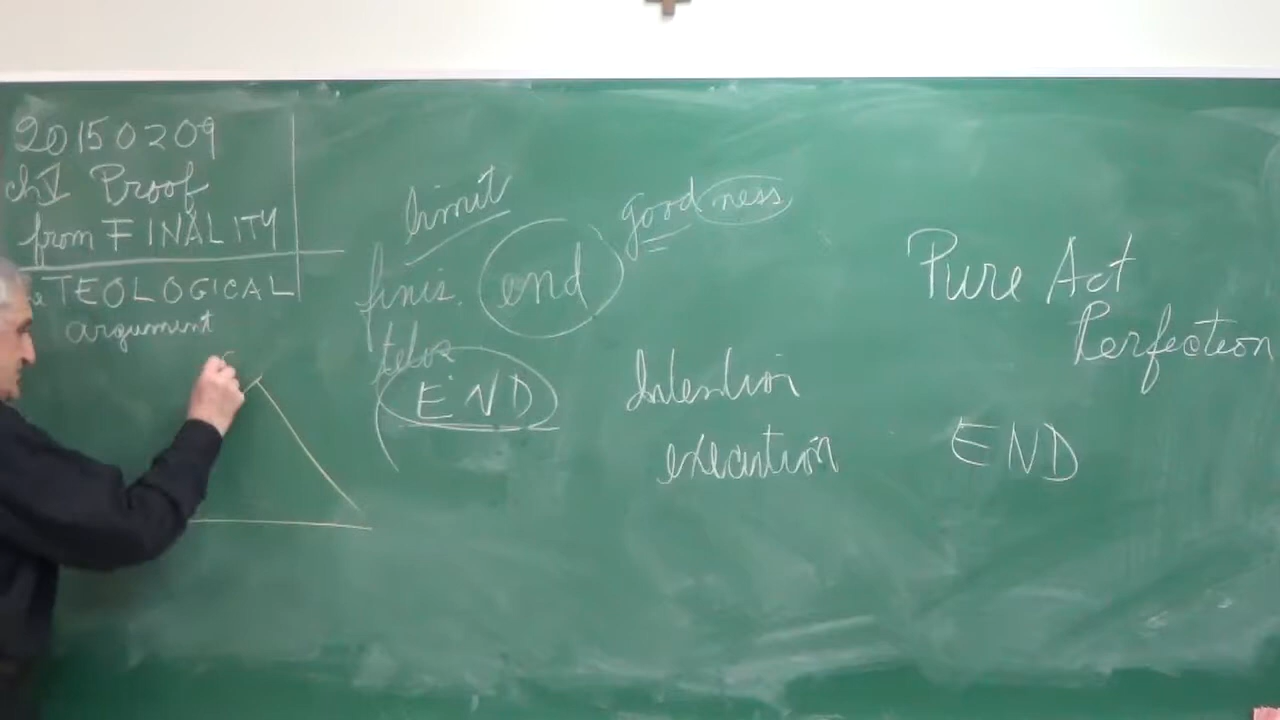 20150209
ch V Proof
from FINALITY
TEOLOGICAL
argument
limit
finis.
telos
END
end
goodness
Intention
execution
Pure Act
Perfection
END